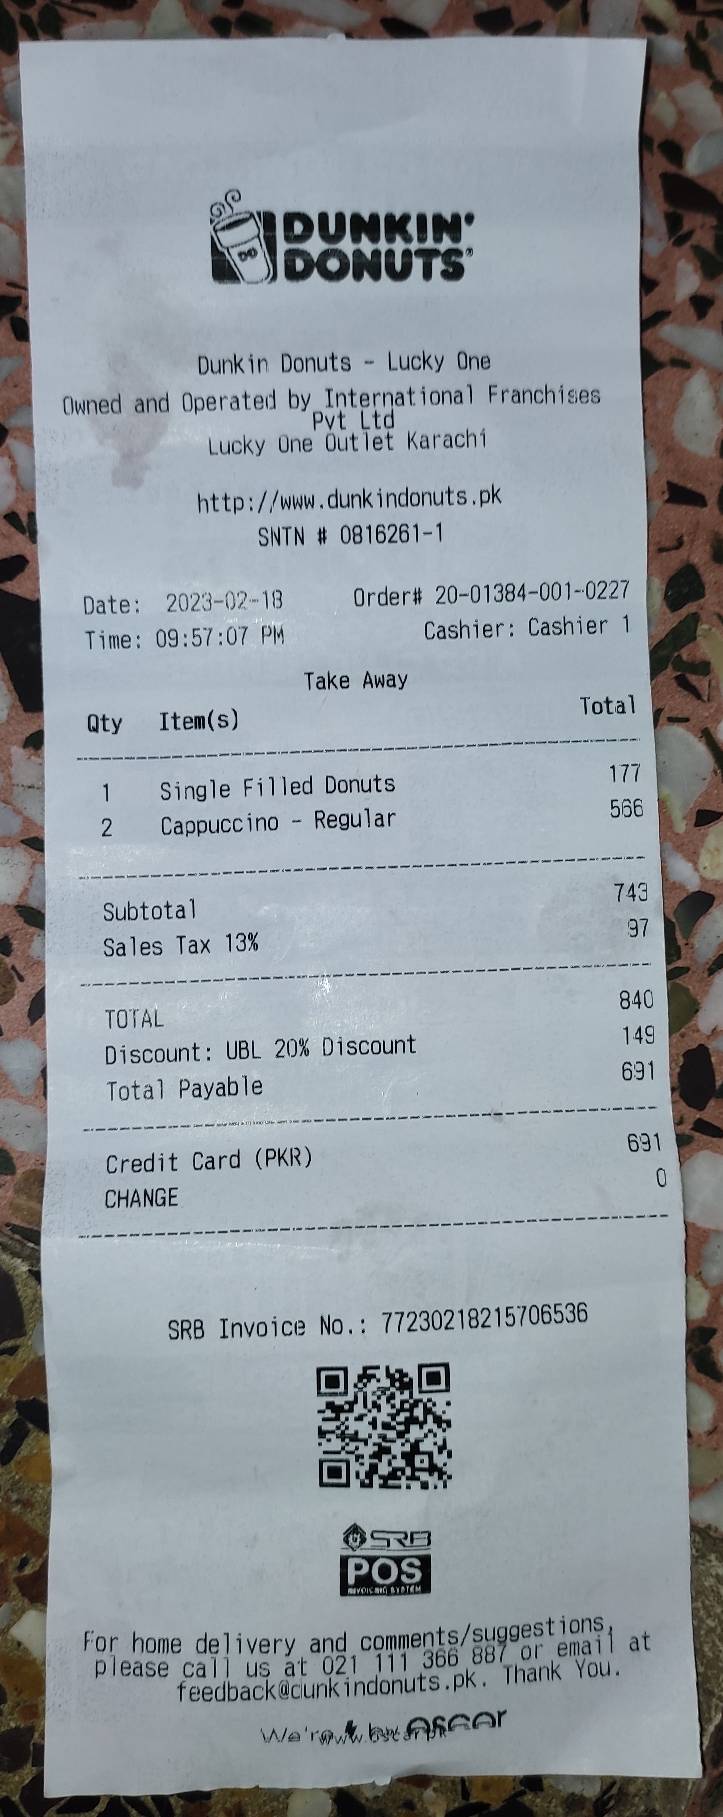 DUNKIN'
DONUTS
Dunkin Donuts - Lucky One
Owned and Operated by International Franchises
Pvt Ltd
Lucky One Outlet Karachi
http://www.dunkindonuts.pk
SNTN # 0816261-1
Date: 2023-02-18 Order# 20-01384-001-0227
Time: 09:57:07 PM Cashier: Cashier 1
Take Away
Qty Item(s) Total
1 Single Filled Donuts 177
2 Cappuccino - Regular 566
Subtotal 743
Sales Tax 13% 97
TOTAL 840
Discount: UBL 20% Discount 149
Total Payable 691
Credit Card (PKR) 691
CHANGE 0
SRB Invoice No.: 77230218215706536
SRB
POS
INVOICING SYSTEM
For home delivery and comments/suggestions,
please call us at 021 111 366 887 or email at
feedback@dunkindonuts.pk. Thank You.
We're by Oscar